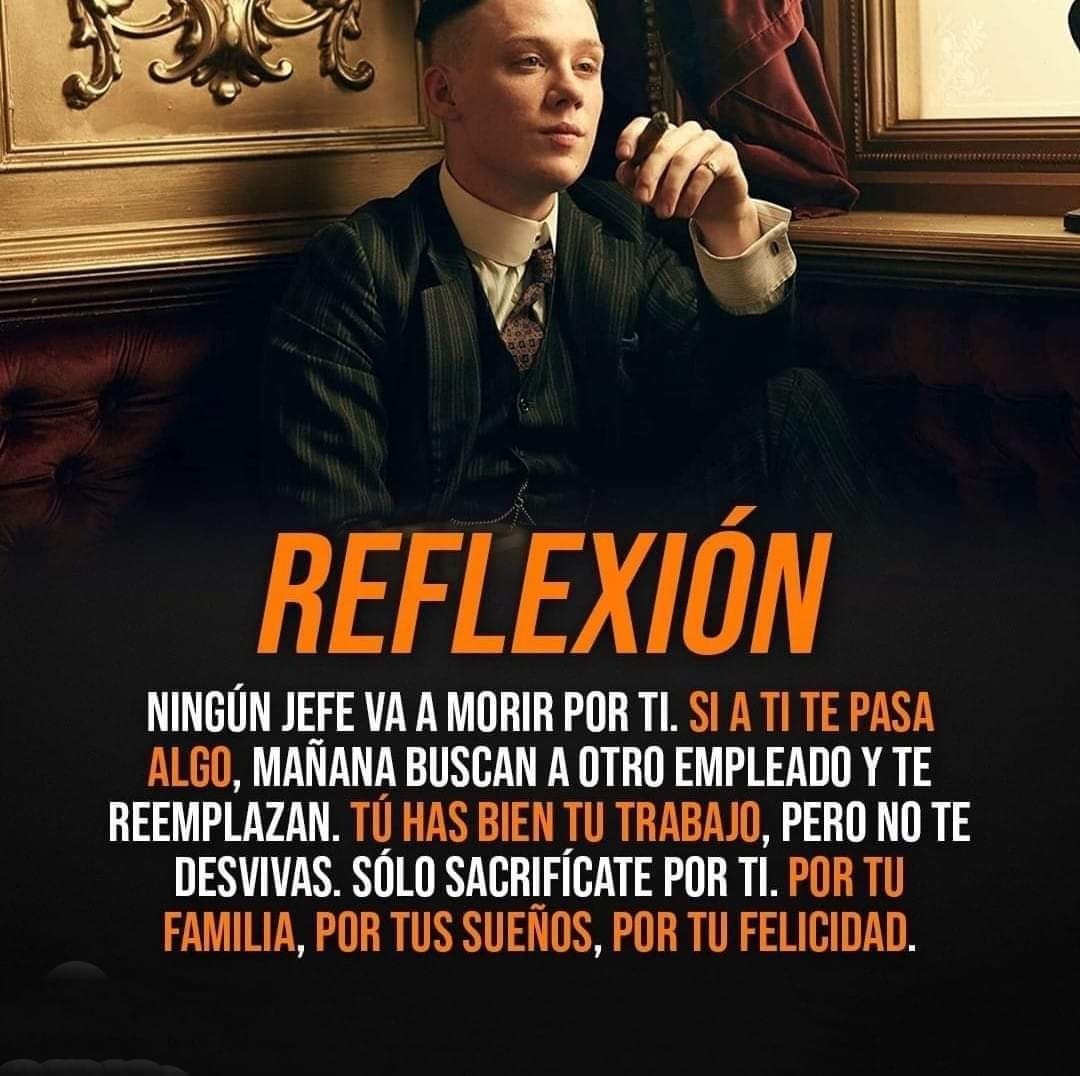 REFLEXIÓN
NINGÚN JEFE VA A MORIR POR TI. SI A TI TE PASA
ALGO, MAÑANA BUSCAN A OTRO EMPLEADO Y TE
REEMPLAZAN. TÚ HAS BIEN TU TRABAJO, PERO NO TE
DESVIVAS. SÓLO SACRIFÍCATE POR TI. POR TU
FAMILIA, POR TUS SUEÑOS, POR TU FELICIDAD.